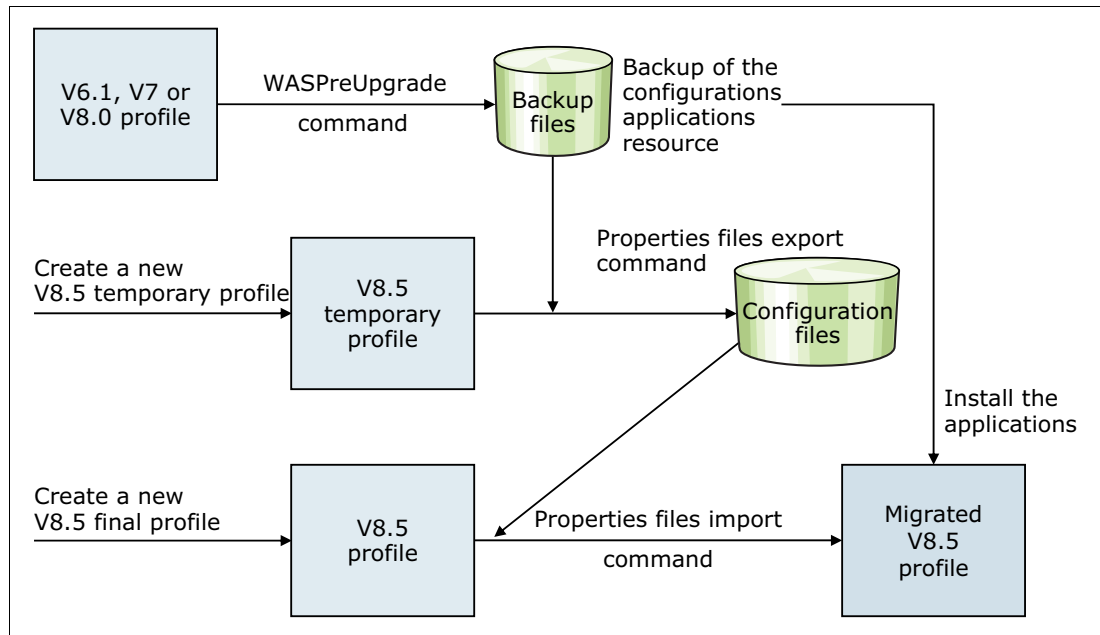 V6.1, V7 or
V8.0 profile
WASPreUpgrade
command
Backup
files
Backup of the
configurations
applications
resource
Create a new
V8.5 temporary profile
V8.5
temporary
profile
Properties files export
command
Configuration
files
Install the
applications
Create a new
V8.5 final profile
V8.5
profile
Properties files import
command
Migrated
V8.5
profile